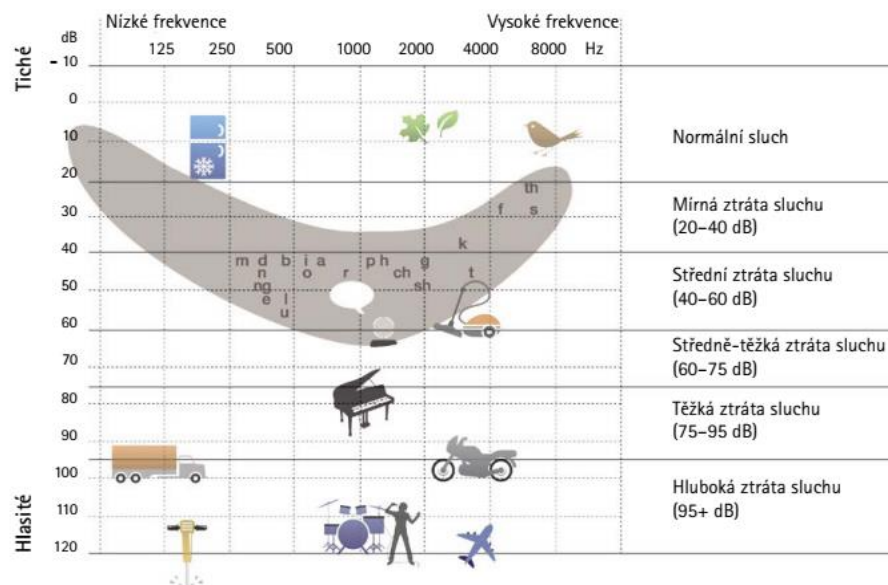 Nízké frekvence Vysoké frekvence
dB 125 250 500 1000 2000 4000 8000 Hz
Tiché
- 10
0
10
Normální sluch
20
th
Mírná ztráta sluchu
(20–40 dB)
f s
30
k
40
m d b i a p h g
n o r ch t
Střední ztráta sluchu
(40–60 dB)
50
ng sh
e l
u
60
Středně-těžká ztráta sluchu
(60–75 dB)
70
80
Těžká ztráta sluchu
(75–95 dB)
90
100
Hluboká ztráta sluchu
(95+ dB)
110
120
Hlasité